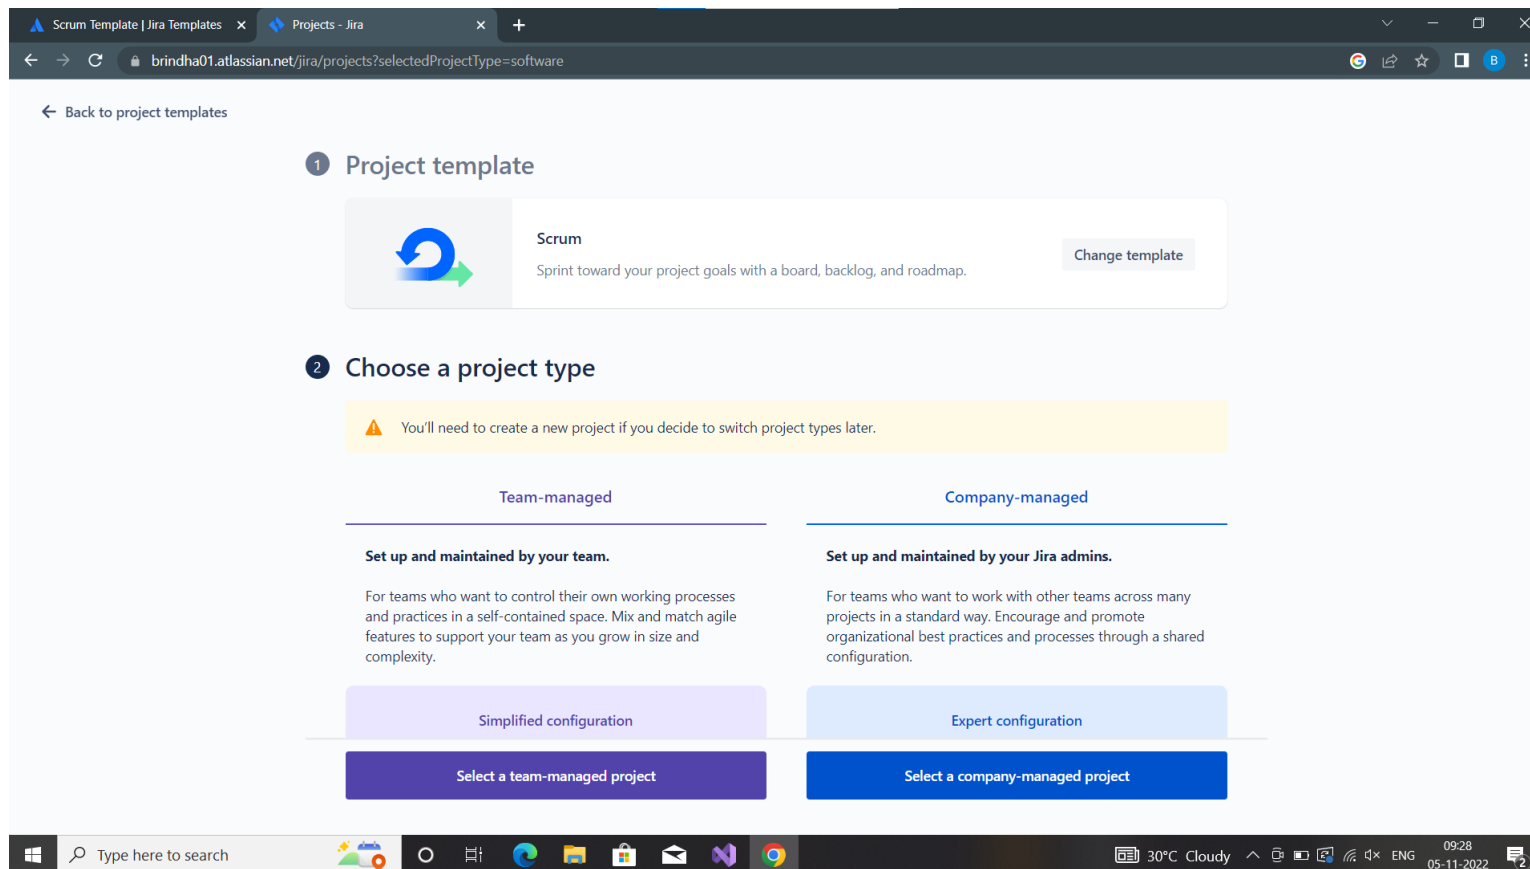 Scrum Template | Jira Templates
Projects - Jira
brindha01.atlassian.net/jira/projects?selectedProjectType=software
B
Back to project templates
1 Project template
Scrum
Sprint toward your project goals with a board, backlog, and roadmap.
Change template
2 Choose a project type
You'll need to create a new project if you decide to switch project types later.
Team-managed
Set up and maintained by your team.
For teams who want to control their own working processes
and practices in a self-contained space. Mix and match agile
features to support your team as you grow in size and
complexity.
Simplified configuration
Select a team-managed project
Company-managed
Set up and maintained by your Jira admins.
For teams who want to work with other teams across many
projects in a standard way. Encourage and promote
organizational best practices and processes through a shared
configuration.
Expert configuration
Select a company-managed project
Type here to search
30°C Cloudy
ENG
09:28
05-11-2022
2